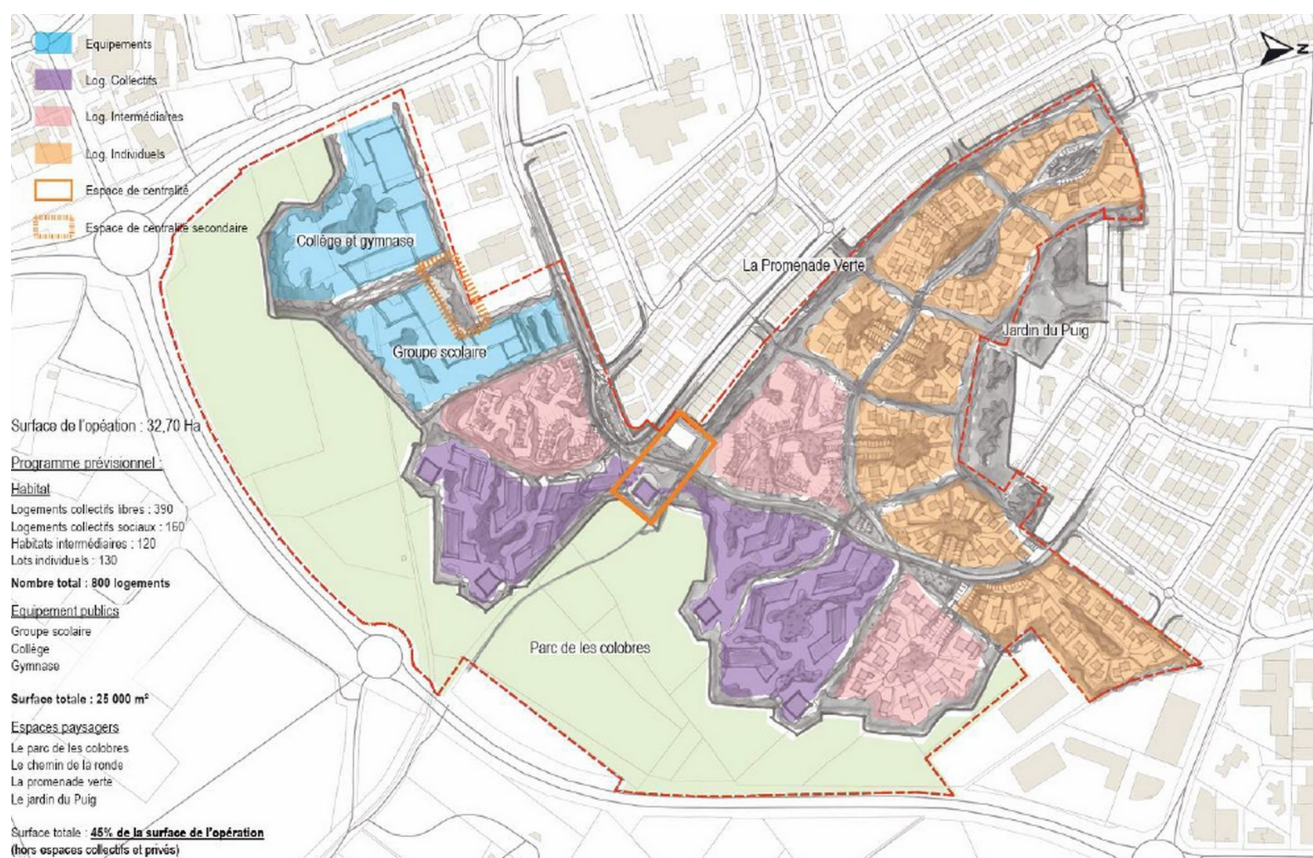 Equipements
Log. Collectifs
Log. Intermédiaires
Log. Individuels
Espace de centralité
Espace de centralité secondaire
N
Collège et gymnase
La Promenade Verte
Jardin du Puig
Groupe scolaire
Parc de les colobres
Surface de l'opéation : 32,70 Ha
Programme prévisionnel :
Habitat
Logements collectifs libres : 390
Logements collectifs sociaux : 160
Habitats intermédiaires : 120
Lots individuels : 130
Nombre total : 800 logements
Equipement publics
Groupe scolaire
Collège
Gymnase
Surface totale : 25 000 m²
Espaces paysagers
Le parc de les colobres
Le chemin de la ronde
La promenade verte
Le jardin du Puig
Surface totale : 45% de la surface de l'opération
(hors espaces collectifs et privés)